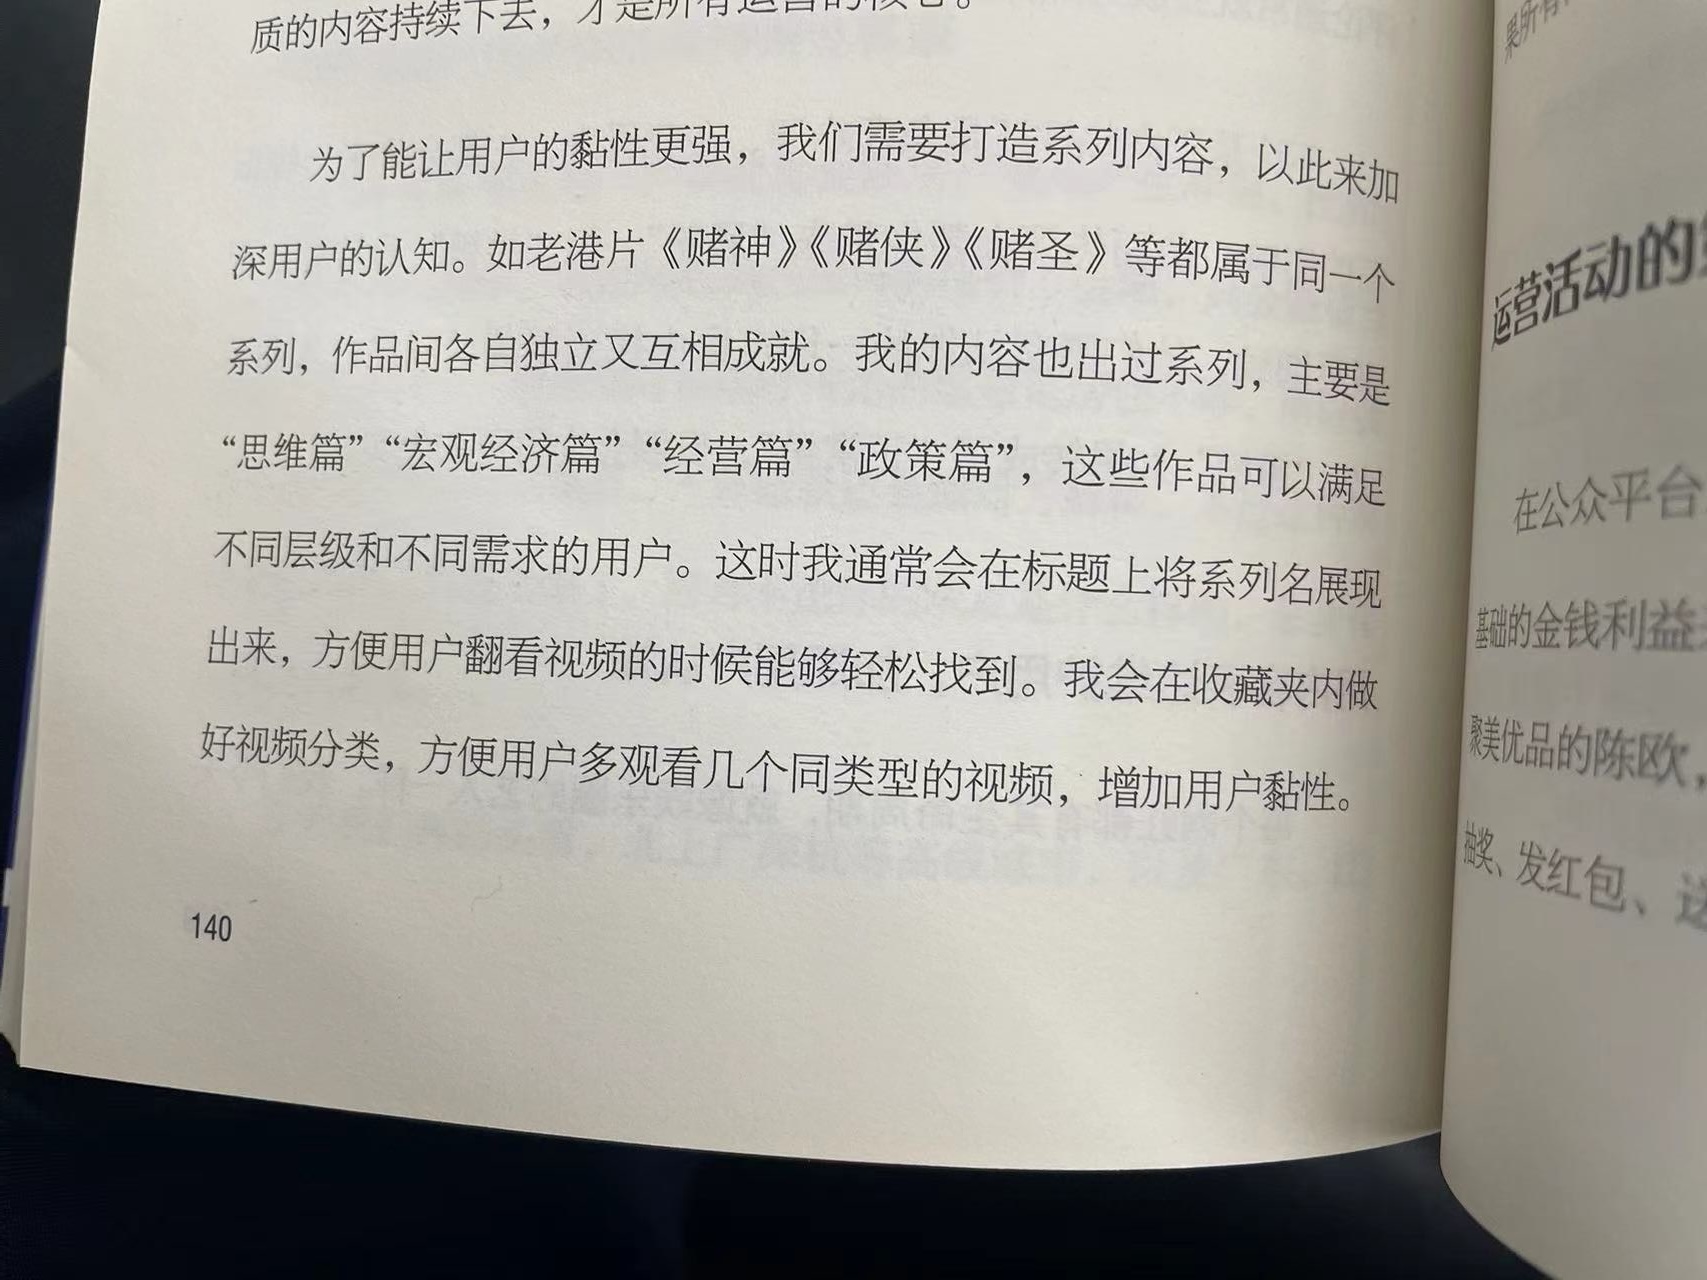 质的内容持续下去，才是所有运营的核心。
为了能让用户的黏性更强，我们需要打造系列内容，以此来加
深用户的认知。如老港片《赌神》《赌侠》《赌圣》等都属于同一个
系列，作品间各自独立又互相成就。我的内容也出过系列，主要是
“思维篇”“宏观经济篇”“经营篇”“政策篇”，这些作品可以满足
不同层级和不同需求的用户。这时我通常会在标题上将系列名展现
出来，方便用户翻看视频的时候能够轻松找到。我会在收藏夹内做
好视频分类，方便用户多观看几个同类型的视频，增加用户黏性。
140
果所有
运营活动的
在公众平台
基础的金钱利益
聚美优品的陈欧，
抽奖、发红包、送